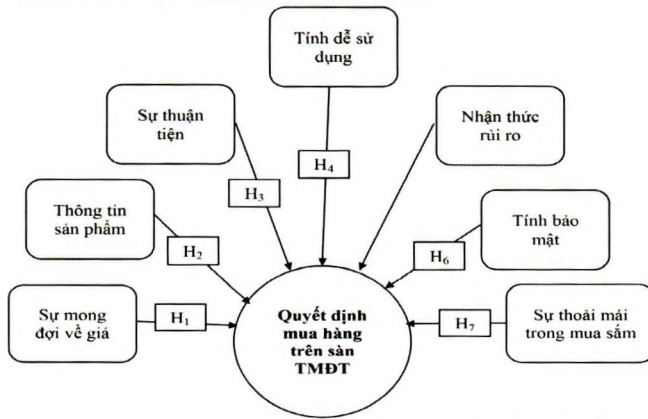 Tính dễ sử
dụng
Sự thuận
tiện
Nhận thức
rủi ro
H4
H3
Thông tin
sản phẩm
Tính bảo
mật
H2
H6
Sự mong
đợi về giá
H1
Quyết định
mua hàng
trên sàn
TMĐT
H7
Sự thoải mái
trong mua sắm